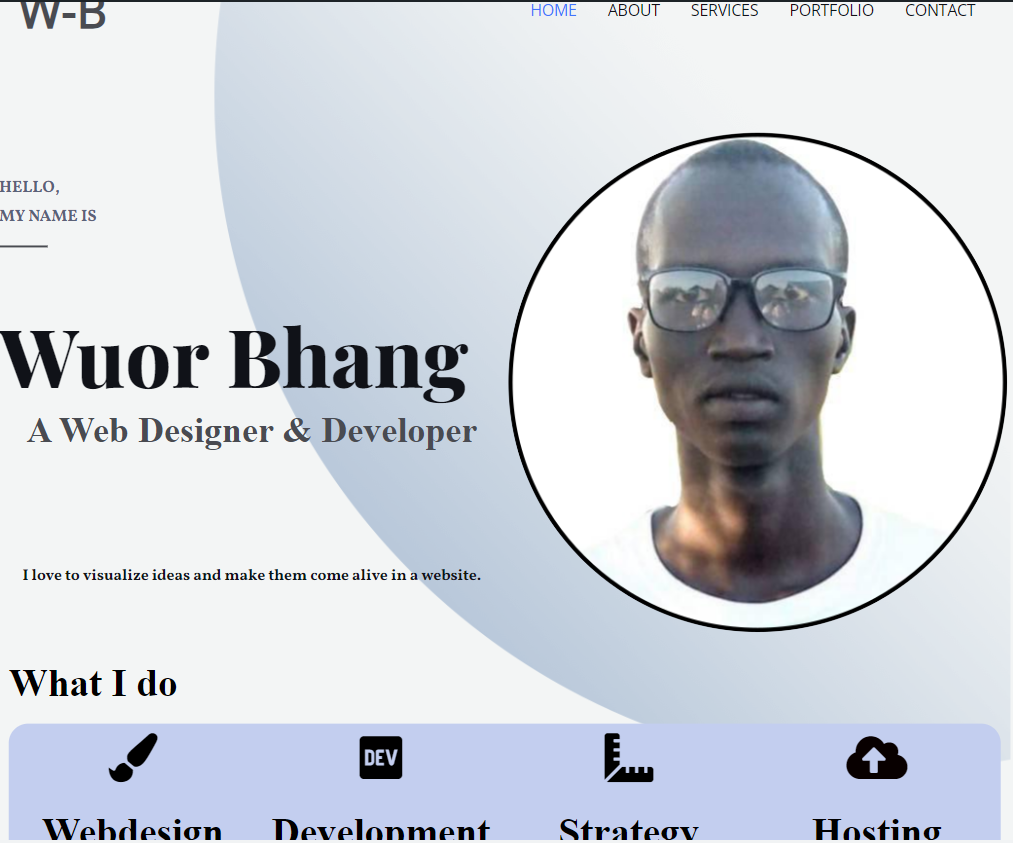 W-B
HOME ABOUT SERVICES PORTFOLIO CONTACT
HELLO,
MY NAME IS
Wuor Bhang
A Web Designer & Developer
I love to visualize ideas and make them come alive in a website.
What I do
DEV
Webdesign Development Strategy Hosting